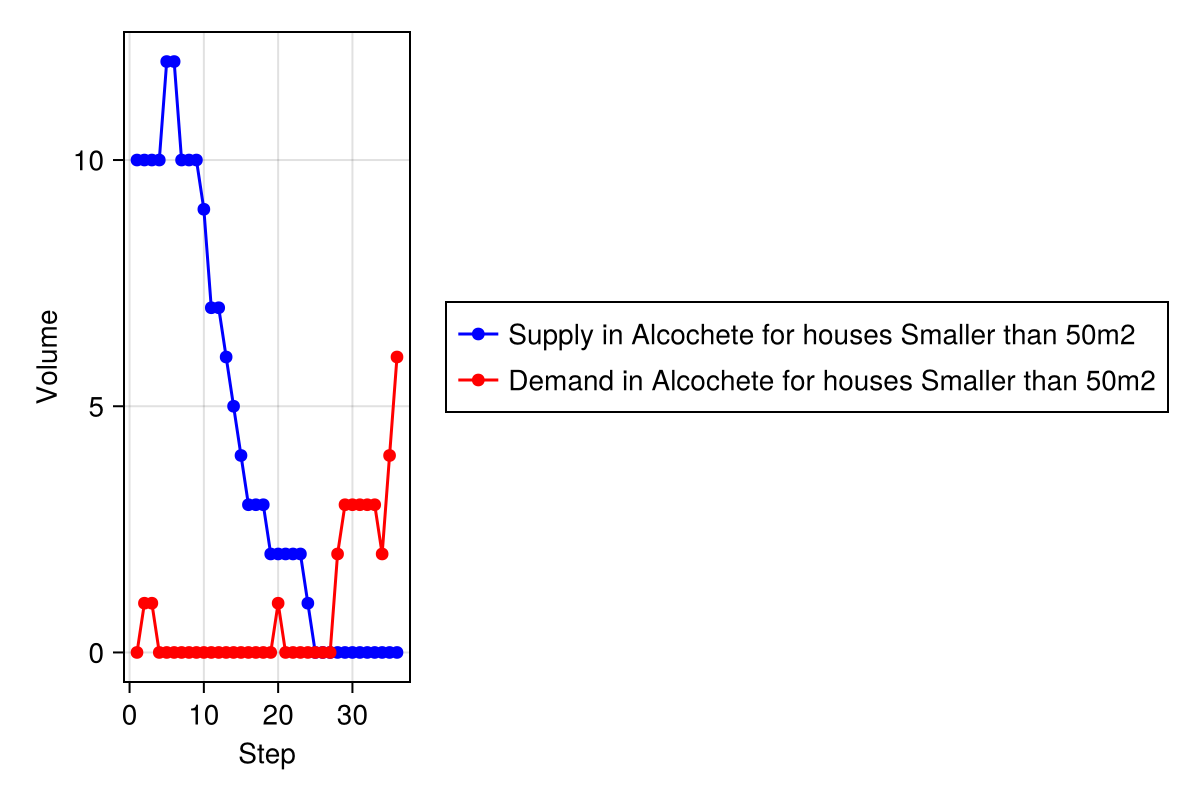 Volume
10
5
0
0 10 20 30
Step
Supply in Alcochete for houses Smaller than 50m2
Demand in Alcochete for houses Smaller than 50m2